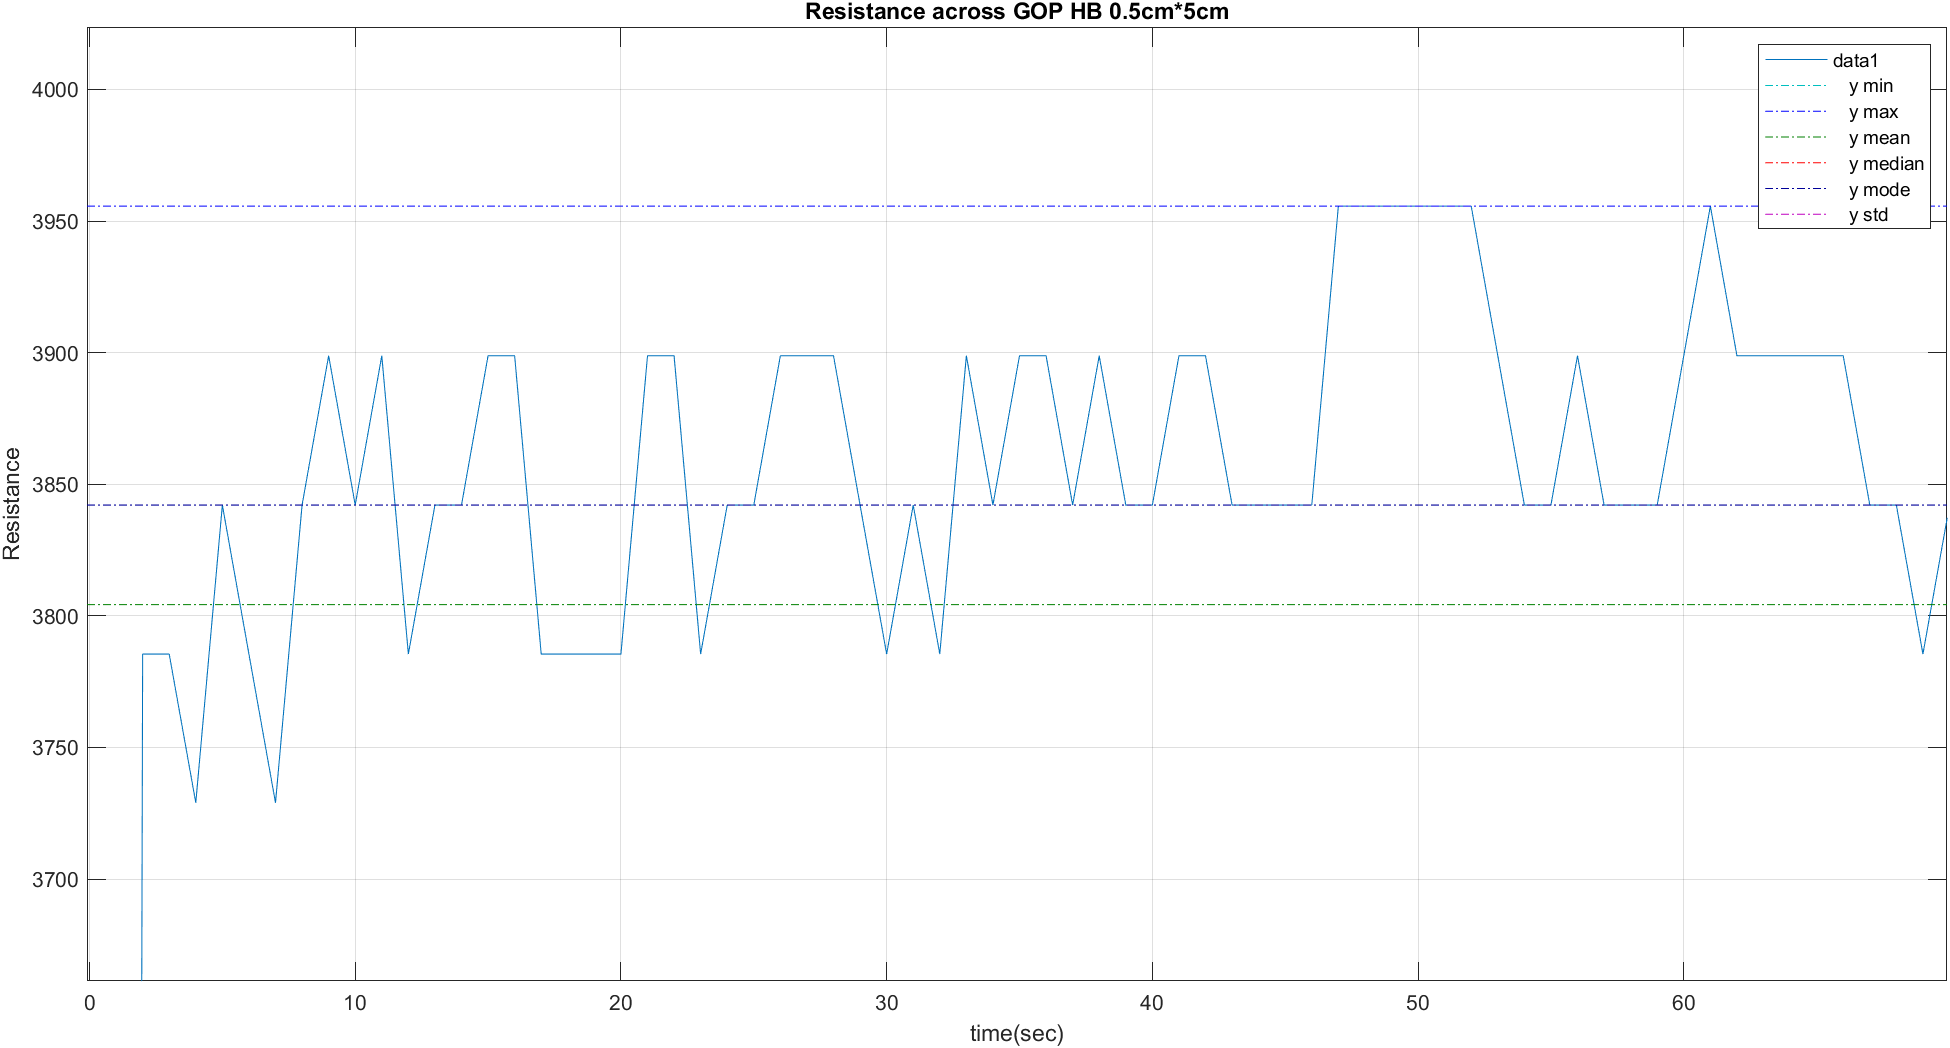 Resistance across GOP HB 0.5cm*5cm
data1
y min
y max
y mean
y median
y mode
y std
4000
3950
3900
3850
3800
3750
3700
Resistance
0 10 20 30 40 50 60
time(sec)